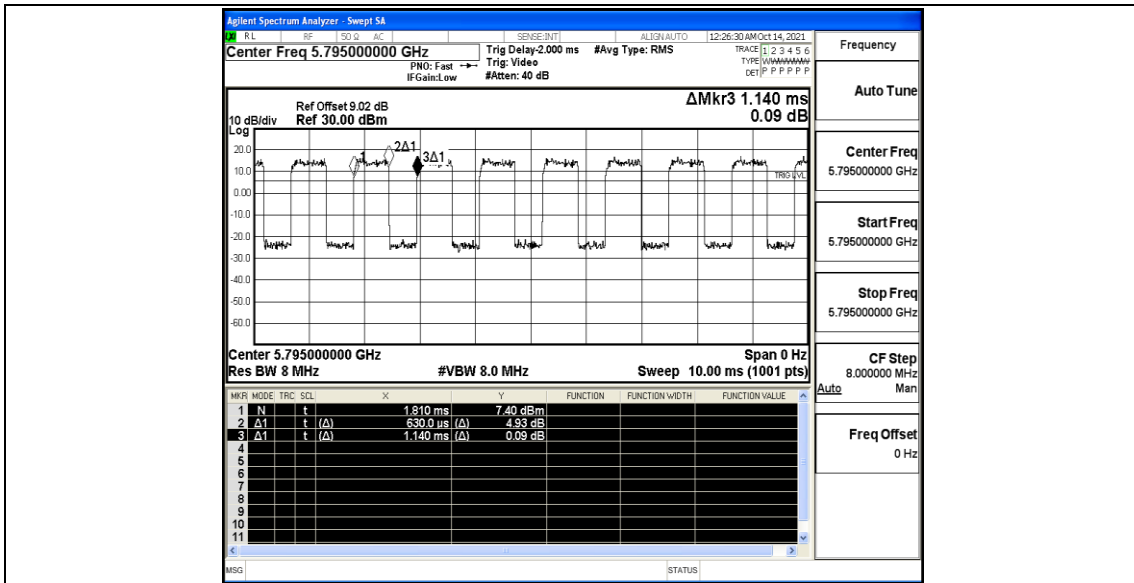 Agilent Spectrum Analyzer - Swept SA
LXI RL RF 50 Ω AC SENSE:INT ALIGN AUTO 12:26:30 AM Oct 14, 2021
Center Freq 5.795000000 GHz
PNO: Fast
IFGain:Low
Trig Delay-2.000 ms
Trig: Video
#Atten: 40 dB
#Avg Type: RMS
TRACE 1 2 3 4 5 6
TYPE WWWWWW
DET P P P P P P
Ref Offset 9.02 dB
10 dB/div Ref 30.00 dBm
Log
ΔMkr3 1.140 ms
0.09 dB
20.0
10.0
0.00
-10.0
-20.0
-30.0
-40.0
-50.0
-60.0
1
2Δ1
3Δ1
TRIG LVL
Center 5.795000000 GHz Span 0 Hz
Res BW 8 MHz #VBW 8.0 MHz Sweep 10.00 ms (1001 pts)
MKR MODE TRC SCL X Y FUNCTION FUNCTION WIDTH FUNCTION VALUE
1 N t 1.810 ms 7.40 dBm
2 Δ1 t (Δ) 630.0 µs (Δ) 4.93 dB
3 Δ1 t (Δ) 1.140 ms (Δ) 0.09 dB
4
5
6
7
8
9
10
11
MSG STATUS
Frequency
Auto Tune
Center Freq
5.795000000 GHz
Start Freq
5.795000000 GHz
Stop Freq
5.795000000 GHz
CF Step
8.000000 MHz
Auto Man
Freq Offset
0 Hz